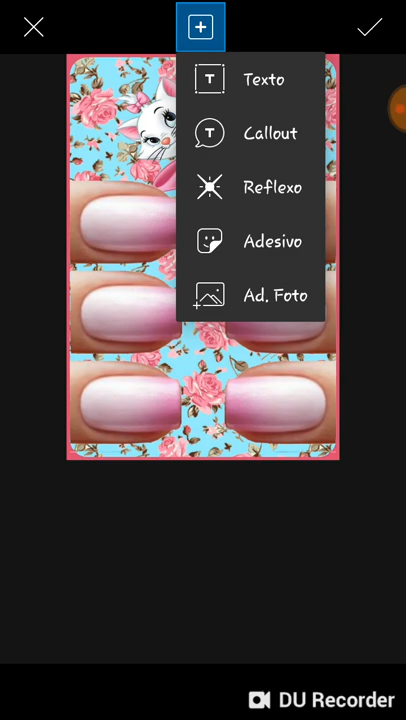 Texto
Callout
Reflexo
Adesivo
Ad. Foto
DU Recorder